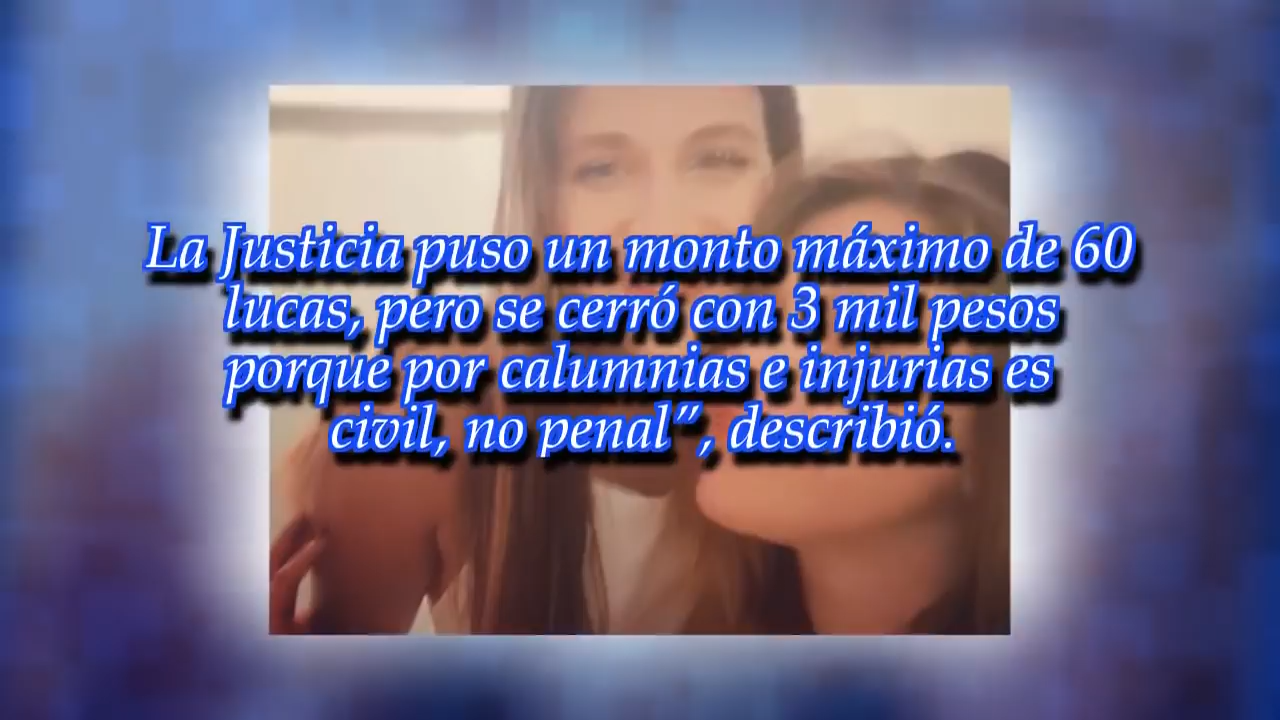 La Justicia puso un monto máximo de 60
lucas, pero se cerró con 3 mil pesos
porque por calumnias e injurias es
civil, no penal”, describió.